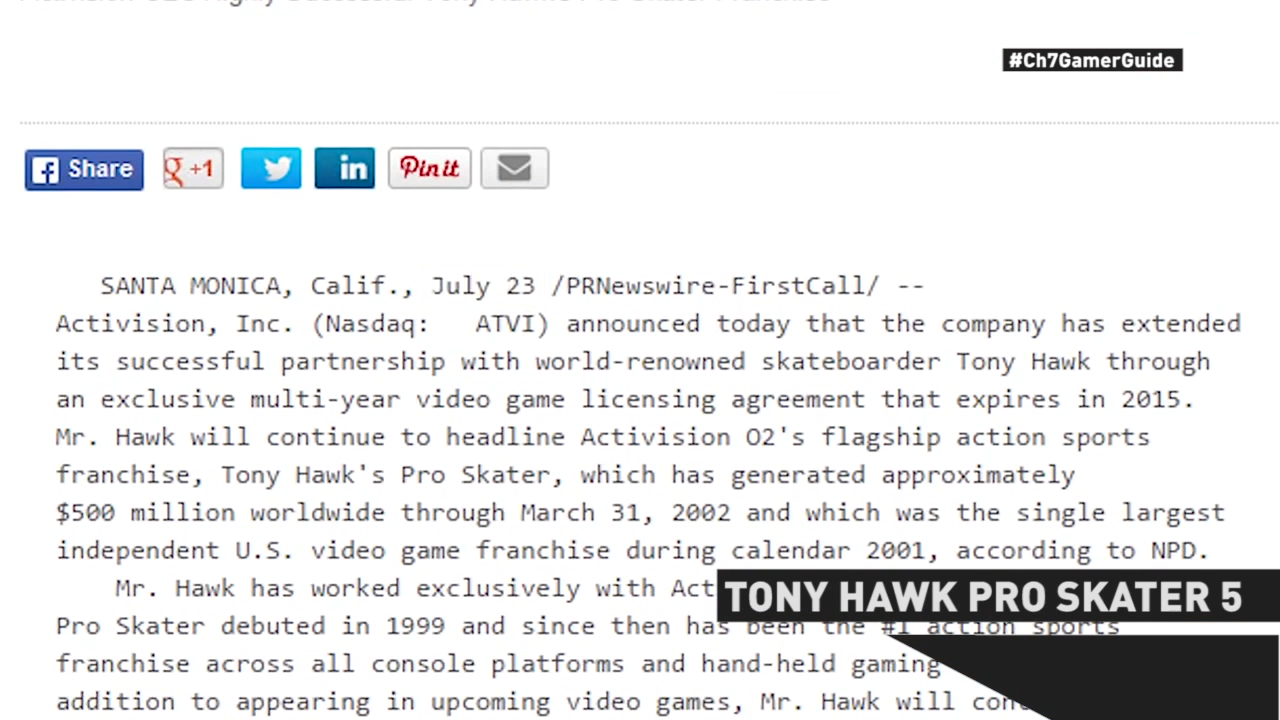 #Ch7GamerGuide
Share
g +1
in
Pin it
SANTA MONICA, Calif., July 23 /PRNewswire-FirstCall/ --
Activision, Inc. (Nasdaq: ATVI) announced today that the company has extended
its successful partnership with world-renowned skateboarder Tony Hawk through
an exclusive multi-year video game licensing agreement that expires in 2015.
Mr. Hawk will continue to headline Activision O2's flagship action sports
franchise, Tony Hawk's Pro Skater, which has generated approximately
$500 million worldwide through March 31, 2002 and which was the single largest
independent U.S. video game franchise during calendar 2001, according to NPD.
Mr. Hawk has worked exclusively with Act
TONY HAWK PRO SKATER 5
Pro Skater debuted in 1999 and since then has been the #1 action sports
franchise across all console platforms and hand-held gaming
addition to appearing in upcoming video games, Mr. Hawk will